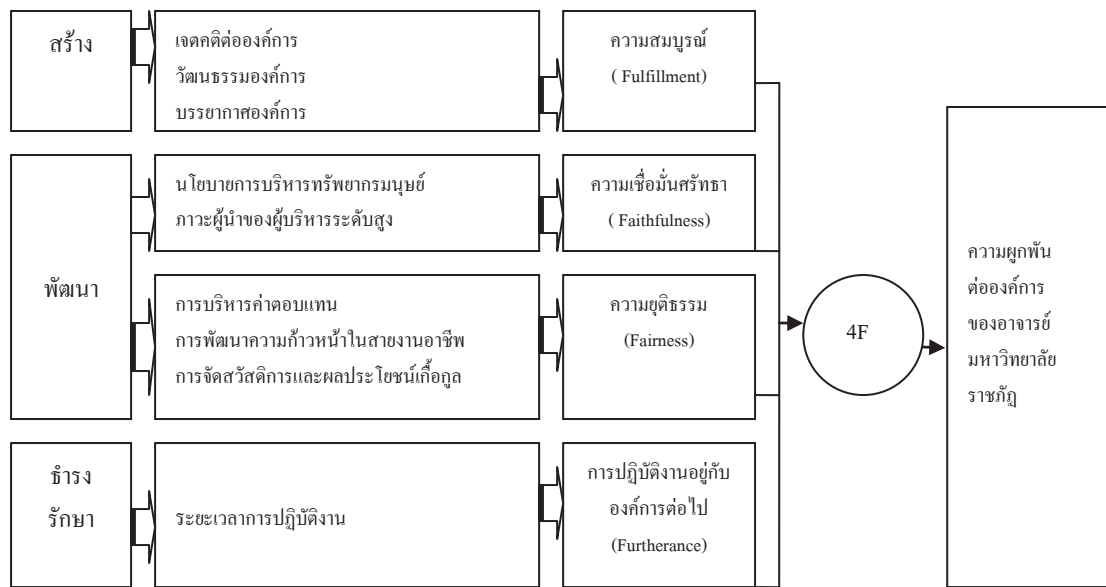 สร้าง
เจตคติต่อองค์การ
วัฒนธรรมองค์การ
บรรยากาศองค์การ
ความสมบูรณ์
( Fulfillment)
พัฒนา
นโยบายการบริหารทรัพยากรมนุษย์
ภาวะผู้นำของผู้บริหารระดับสูง
ความเชื่อมั่นศรัทธา
( Faithfulness)
การบริหารค่าตอบแทน
การพัฒนาความก้าวหน้าในสายงานอาชีพ
การจัดสวัสดิการและผลประโยชน์เกื้อกูล
ความยุติธรรม
(Fairness)
ธำรง
รักษา
ระยะเวลาการปฏิบัติงาน
การปฏิบัติงานอยู่กับ
องค์การต่อไป
(Furtherance)
4F
ความผูกพัน
ต่อองค์การ
ของอาจารย์
มหาวิทยาลัย
ราชภัฏ